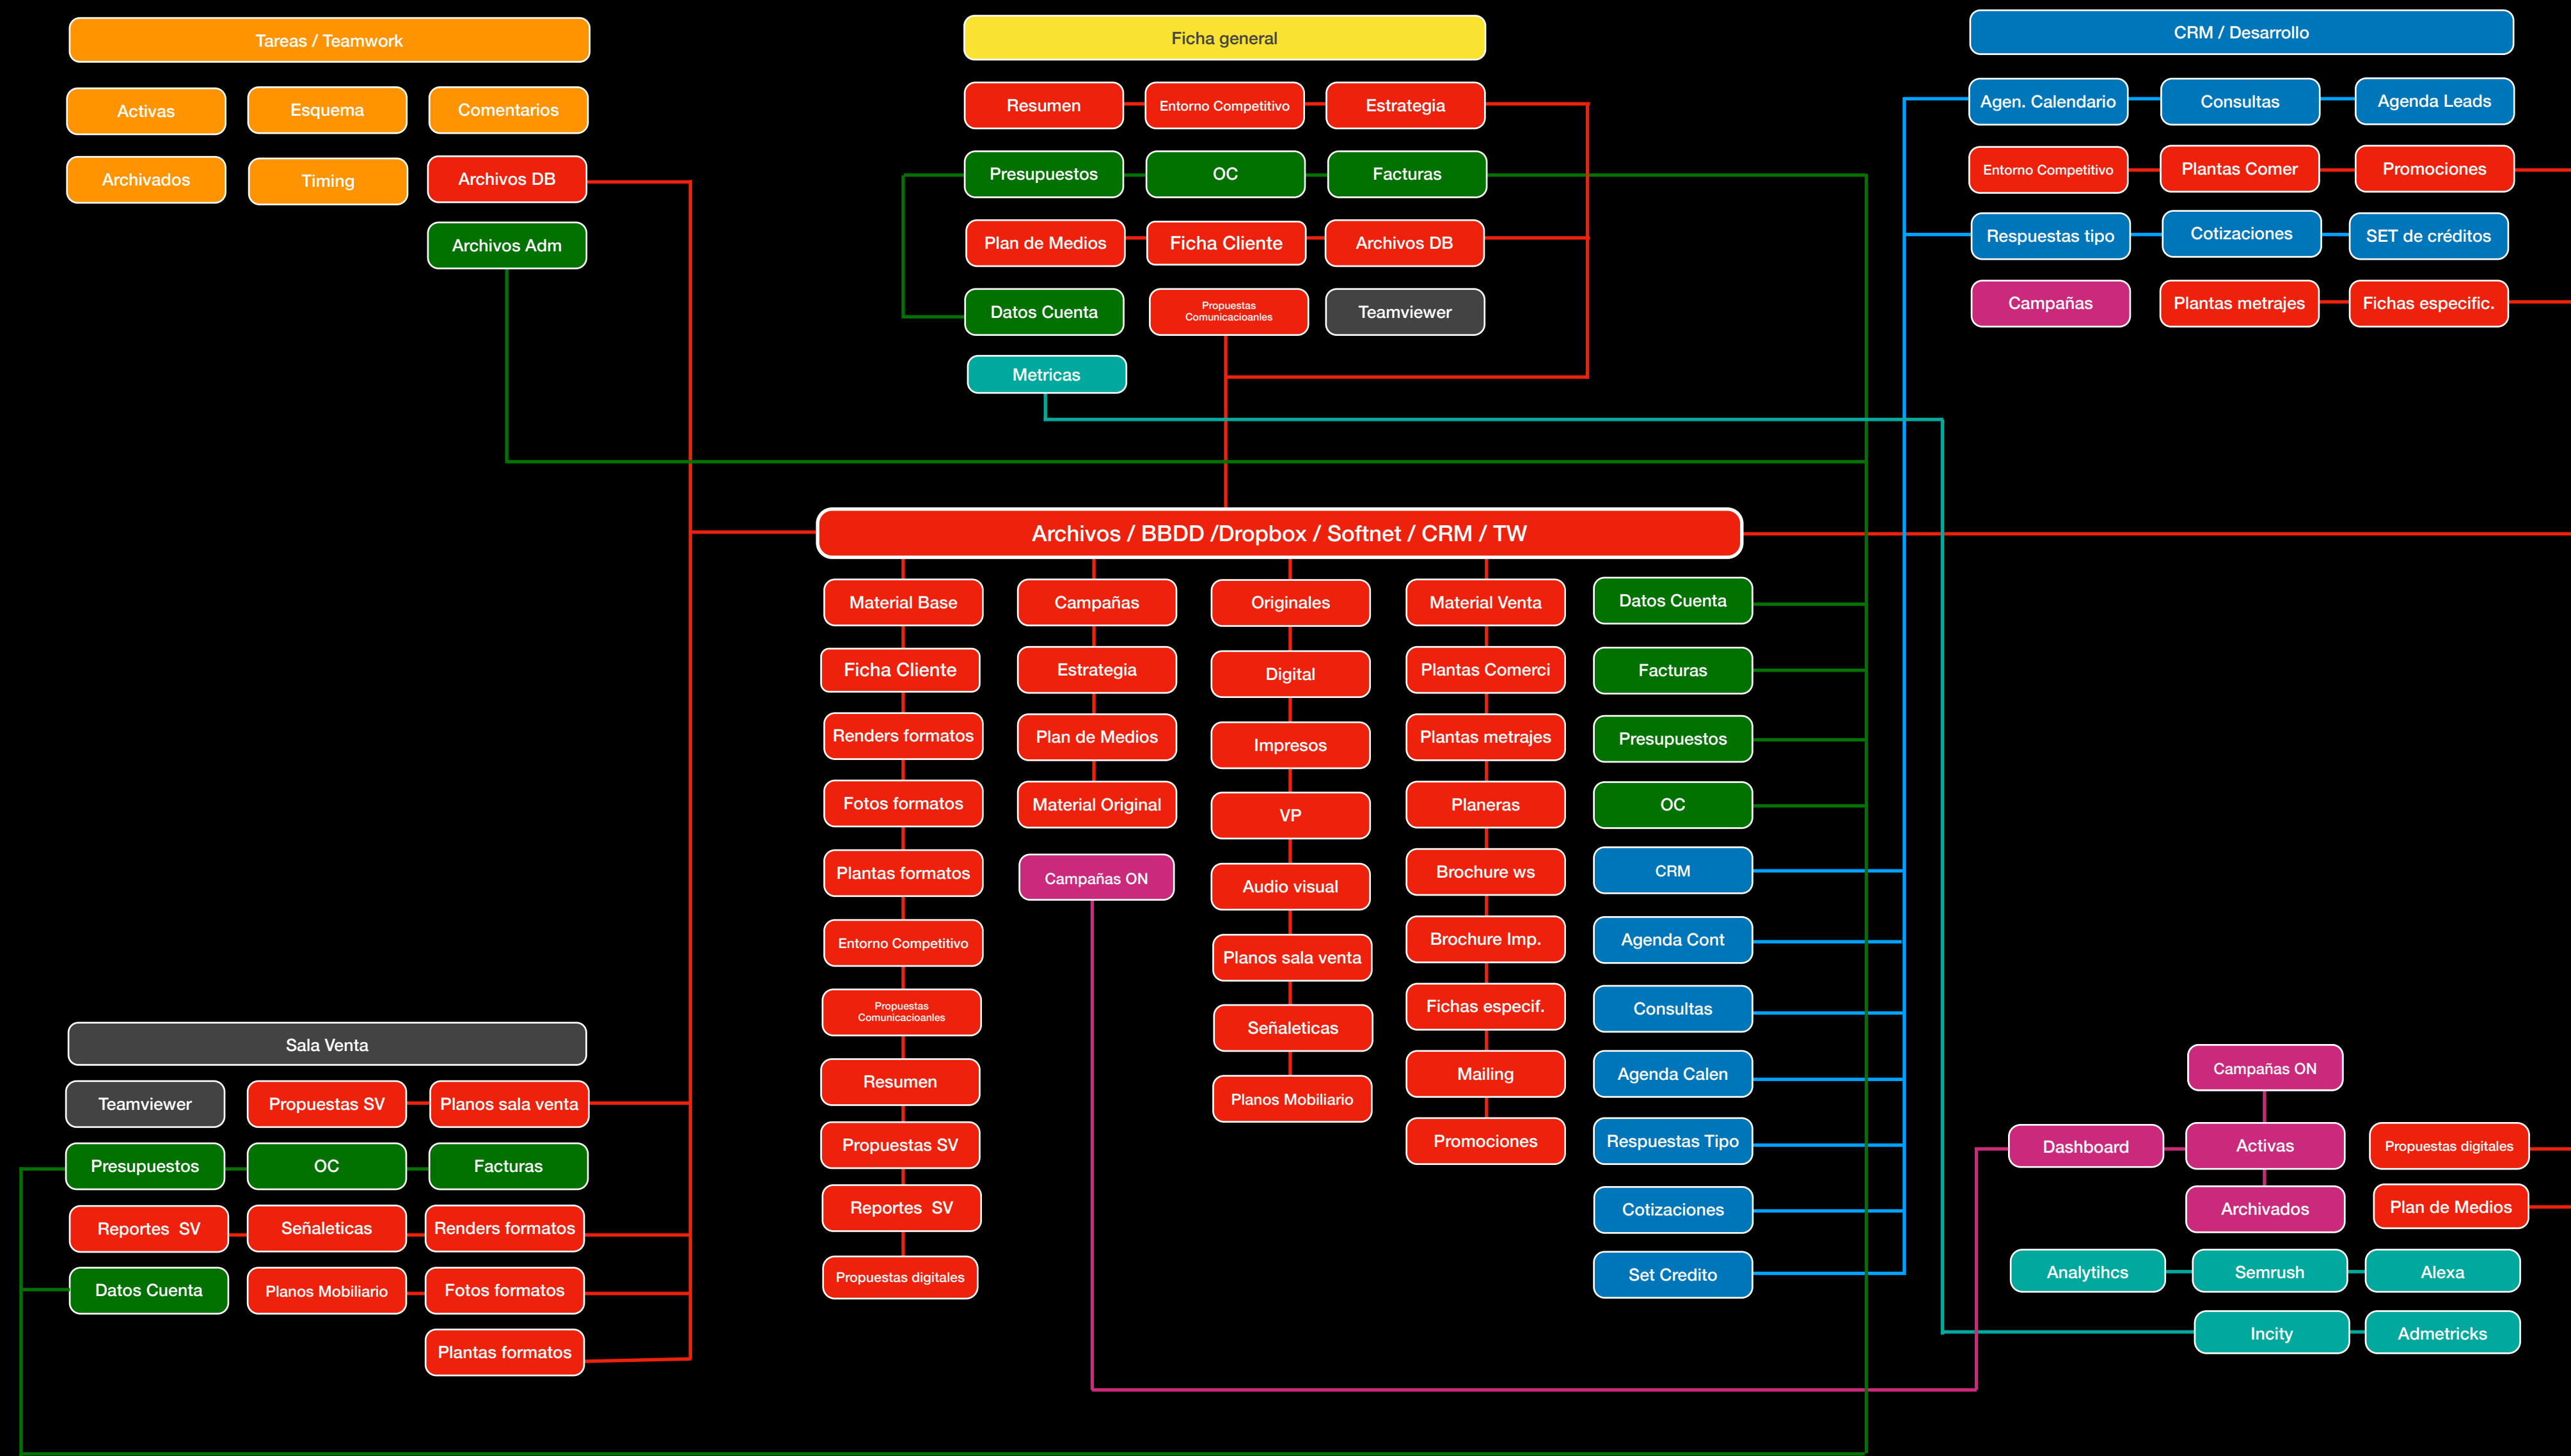 Tareas / Teamwork
Activas
Esquema
Comentarios
Archivados
Timing
Archivos DB
Archivos Adm
Ficha general
Resumen
Entorno Competitivo
Estrategia
Presupuestos
OC
Facturas
Plan de Medios
Ficha Cliente
Archivos DB
Datos Cuenta
Propuestas
Comunicacioanles
Teamviewer
Metricas
CRM / Desarrollo
Agen. Calendario
Consultas
Agenda Leads
Entorno Competitivo
Plantas Comer
Promociones
Respuestas tipo
Cotizaciones
SET de créditos
Campañas
Plantas metrajes
Fichas especific.
Archivos / BBDD /Dropbox / Softnet / CRM / TW
Material Base
Ficha Cliente
Renders formatos
Fotos formatos
Plantas formatos
Entorno Competitivo
Propuestas
Comunicacioanles
Resumen
Propuestas SV
Reportes  SV
Propuestas digitales
Campañas
Estrategia
Plan de Medios
Material Original
Campañas ON
Originales
Digital
Impresos
VP
Audio visual
Planos sala venta
Señaleticas
Planos Mobiliario
Material Venta
Plantas Comerci
Plantas metrajes
Planeras
Brochure ws
Brochure Imp.
Fichas especif.
Mailing
Promociones
Datos Cuenta
Facturas
Presupuestos
OC
CRM
Agenda Cont
Consultas
Agenda Calen
Respuestas Tipo
Cotizaciones
Set Credito
Sala Venta
Teamviewer
Propuestas SV
Planos sala venta
Presupuestos
OC
Facturas
Reportes  SV
Señaleticas
Renders formatos
Datos Cuenta
Planos Mobiliario
Fotos formatos
Plantas formatos
Campañas ON
Dashboard
Activas
Propuestas digitales
Archivados
Plan de Medios
Analytihcs
Semrush
Alexa
Incity
Admetricks